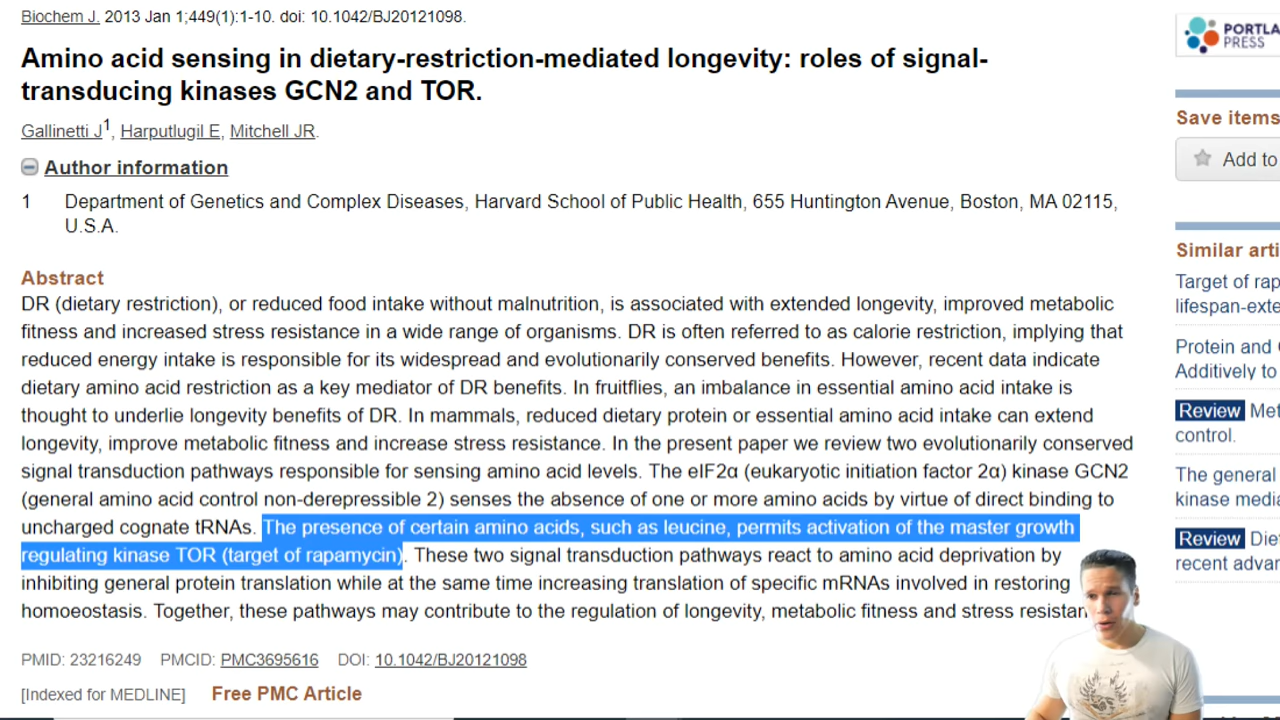 Biochem J. 2013 Jan 1;449(1):1-10. doi: 10.1042/BJ20121098.
Amino acid sensing in dietary-restriction-mediated longevity: roles of signal-
transducing kinases GCN2 and TOR.
Gallinetti J1, Harputlugil E, Mitchell JR.
Author information
1 Department of Genetics and Complex Diseases, Harvard School of Public Health, 655 Huntington Avenue, Boston, MA 02115,
U.S.A.
Abstract
DR (dietary restriction), or reduced food intake without malnutrition, is associated with extended longevity, improved metabolic
fitness and increased stress resistance in a wide range of organisms. DR is often referred to as calorie restriction, implying that
reduced energy intake is responsible for its widespread and evolutionarily conserved benefits. However, recent data indicate
dietary amino acid restriction as a key mediator of DR benefits. In fruitflies, an imbalance in essential amino acid intake is
thought to underlie longevity benefits of DR. In mammals, reduced dietary protein or essential amino acid intake can extend
longevity, improve metabolic fitness and increase stress resistance. In the present paper we review two evolutionarily conserved
signal transduction pathways responsible for sensing amino acid levels. The eIF2α (eukaryotic initiation factor 2α) kinase GCN2
(general amino acid control non-derepressible 2) senses the absence of one or more amino acids by virtue of direct binding to
uncharged cognate tRNAs. The presence of certain amino acids, such as leucine, permits activation of the master growth
regulating kinase TOR (target of rapamycin). These two signal transduction pathways react to amino acid deprivation by
inhibiting general protein translation while at the same time increasing translation of specific mRNAs involved in restoring
homoeostasis. Together, these pathways may contribute to the regulation of longevity, metabolic fitness and stress resistan
PMID: 23216249 PMCID: PMC3695616 DOI: 10.1042/BJ20121098
[Indexed for MEDLINE] Free PMC Article
PORTLA
PRESS
Save items
Add to
Similar arti
Target of rap
lifespan-exte
Protein and
Additively to
Review Met
control.
The general
kinase media
Review Die
recent advan